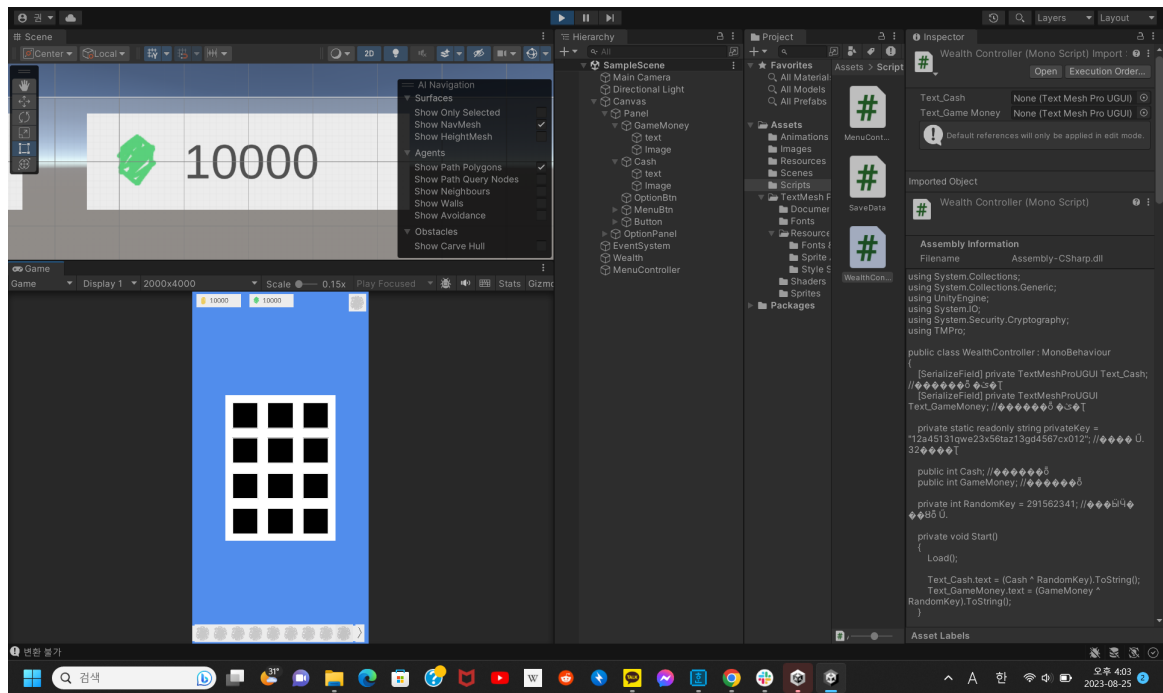 권
Layers
Layout
Scene
Center
Local
2D
10000
AI Navigation
Surfaces
Show Only Selected
Show NavMesh
Show HeightMesh
Agents
Show Path Polygons
Show Path Query Nodes
Show Neighbours
Show Walls
Show Avoidance
Obstacles
Show Carve Hull
Game
Game
Display 1
2000x4000
Scale
0.15x
Play Focused
Stats
Gizmo
10000
10000
Hierarchy
All
SampleScene
Main Camera
Directional Light
Canvas
Panel
GameMoney
text
Image
Cash
text
Image
OptionBtn
MenuBtn
Button
OptionPanel
EventSystem
Wealth
MenuController
Project
Favorites
All Material
All Models
All Prefabs
Assets
Animations
Images
Resources
Scenes
Scripts
TextMesh P
Documen
Fonts
Resource
Fonts &
Sprite
Style S
Shaders
Sprites
Packages
Assets > Script
MenuCont...
SaveData
WealthCon...
Inspector
Wealth Controller (Mono Script) Import
Open
Execution Order...
Text_Cash
None (Text Mesh Pro UGUI)
Text_Game Money
None (Text Mesh Pro UGUI)
Default references will only be applied in edit mode.
Imported Object
Wealth Controller (Mono Script)
Assembly Information
Filename
Assembly-CSharp.dll
using System.Collections;
using System.Collections.Generic;
using UnityEngine;
using System.IO;
using System.Security.Cryptography;
using TMPro;
public class WealthController : MonoBehaviour
{
[SerializeField] private TextMeshProUGUI Text_Cash;
[SerializeField] private TextMeshProUGUI
Text_GameMoney; //
private static readonly string privateKey =
"12a45131qwe23x56taz13gd4567cx012"; //
public int Cash; //
public int GameMoney; //
private int RandomKey = 291562341; //
private void Start()
{
Load();
Text_Cash.text = (Cash ^ RandomKey).ToString();
Text_GameMoney.text = (GameMoney ^
RandomKey).ToString();
}
Asset Labels
변환 불가
검색
31°
W
TALK
A
한
오후 4:03
2023-08-25
2